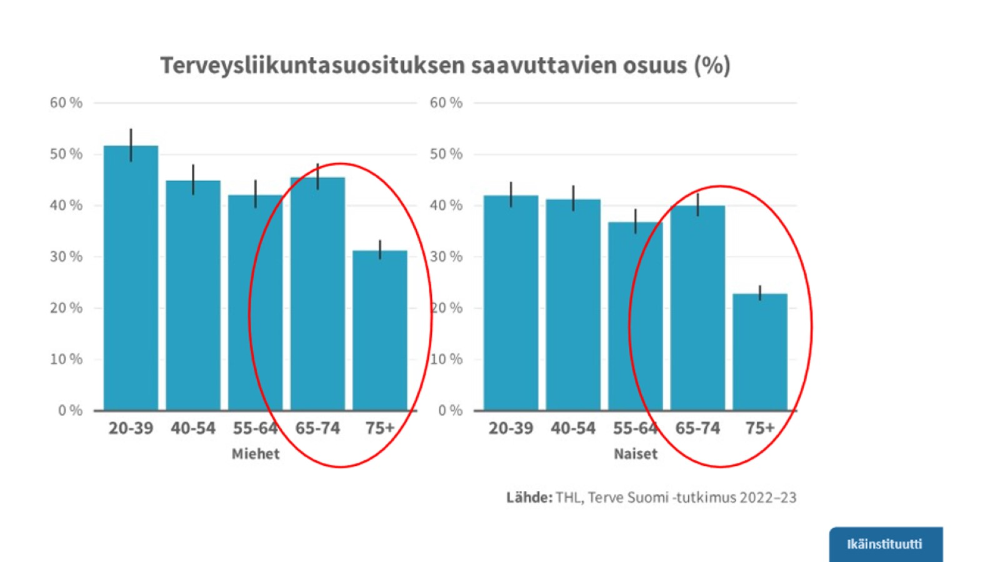 Terveysliikuntasuosituksen saavuttavien osuus (%)
60 %
50 %
40 %
30 %
20 %
10 %
0 %
20-39 40-54 55-64 65-74 75+
Miehet
60 %
50 %
40 %
30 %
20 %
10 %
0 %
20-39 40-54 55-64 65-74 75+
Naiset
Lähde: THL, Terve Suomi -tutkimus 2022–23
Ikäinstituutti